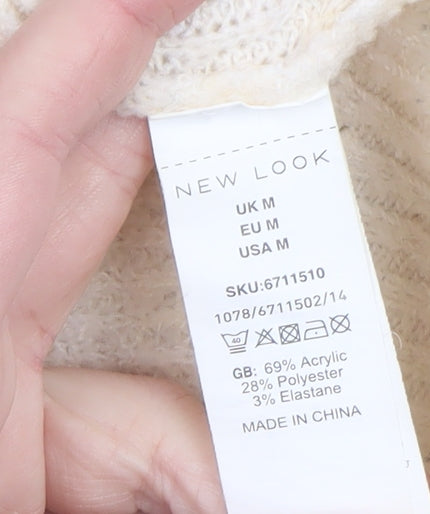 NEW LOOK
UK M
EU M
USA M
SKU:6711510
1078/6711502/14
40
GB: 69% Acrylic
28% Polyester
3% Elastane
MADE IN CHINA